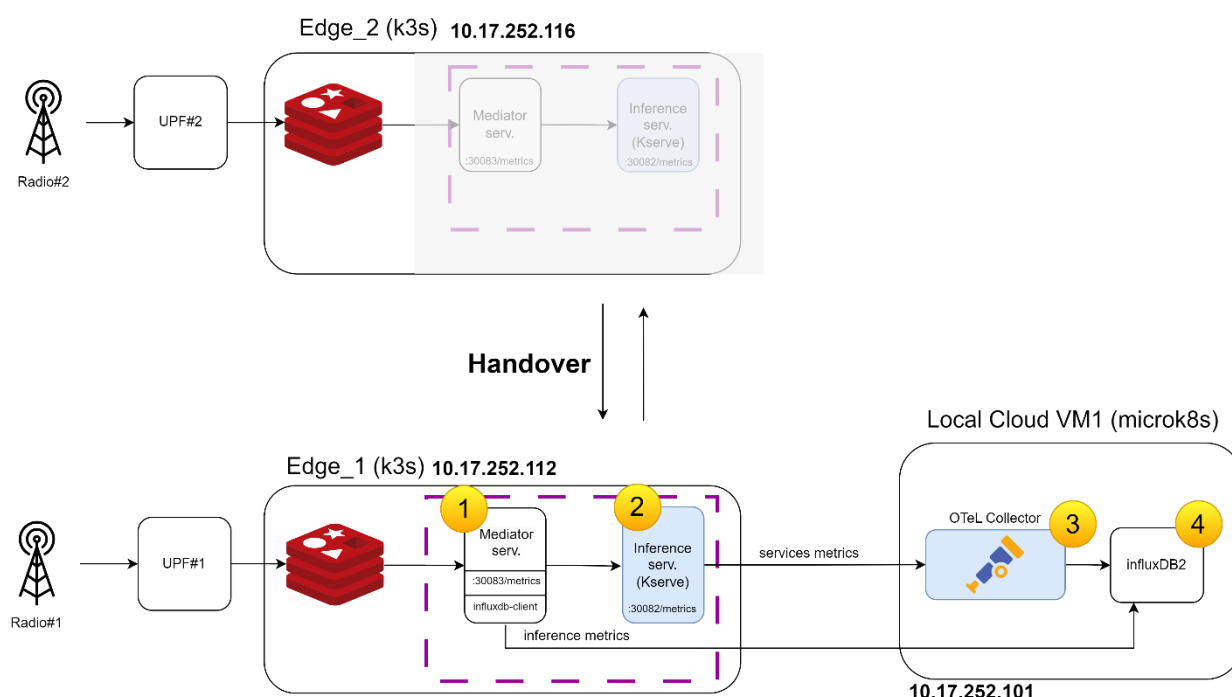 Edge_2 (k3s) 10.17.252.116
UPF#2
Radio#2
Mediator
serv.
:30083/metrics
Inference
serv.
(Kserve)
:30082/metrics
Handover
Local Cloud VM1 (microk8s)
Edge_1 (k3s) 10.17.252.112
UPF#1
Radio#1
1
Mediator
serv.
:30083/metrics
influxdb-client
2
Inference
serv.
(Kserve)
:30082/metrics
services metrics
inference metrics
OTeL Collector
3
4
influxDB2
10.17.252.101